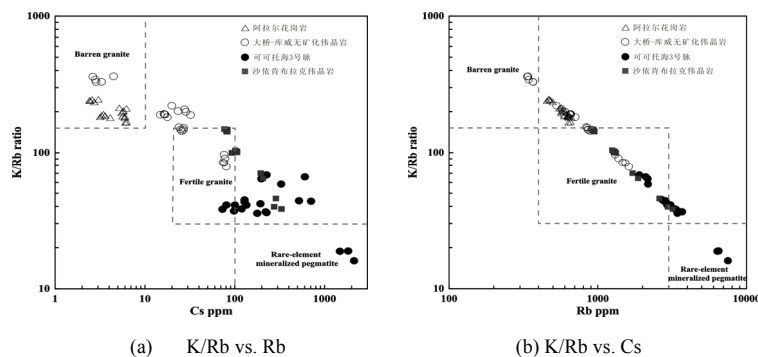 1000
100
10
K/Rb ratio
Barren granite
Fertile granite
Rare-element
mineralized pegmatite
阿拉尔花岗岩
大桥-库威无矿化伟晶岩
可可托海3号脉
沙依肯布拉克伟晶岩
1
10
100
1000
Cs ppm
(a) K/Rb vs. Rb
1000
100
10
K/Rb ratio
Barren granite
Fertile granite
Rare-element
mineralized pegmatite
阿拉尔花岗岩
大桥-库威无矿化伟晶岩
可可托海3号脉
沙依肯布拉克伟晶岩
100
1000
10000
Rb ppm
(b) K/Rb vs. Cs